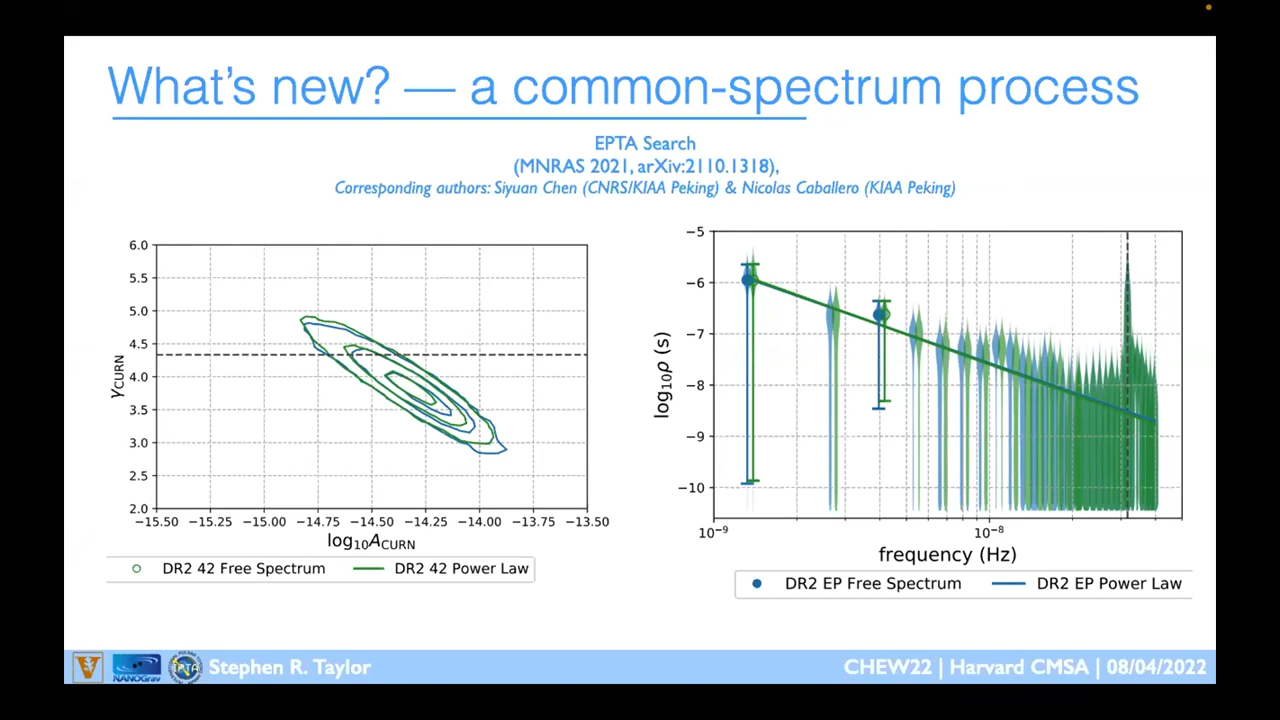 What's new? — a common-spectrum process
EPTA Search
(MNRAS 2021, arXiv:2110.1318),
Corresponding authors: Siyuan Chen (CNRS/KIAA Peking) & Nicolas Caballero (KIAA Peking)
6.0
5.5
5.0
4.5
4.0
3.5
3.0
2.5
2.0
γCURN
−15.50 −15.25 −15.00 −14.75 −14.50 −14.25 −14.00 −13.75 −13.50
log₁₀ACURN
DR2 42 Free Spectrum DR2 42 Power Law
−5
−6
−7
−8
−9
−10
log₁₀ρ (s)
10⁻⁹ 10⁻⁸
frequency (Hz)
DR2 EP Free Spectrum DR2 EP Power Law
NANOGrav IPTA Stephen R. Taylor CHEW22 | Harvard CMSA | 08/04/2022